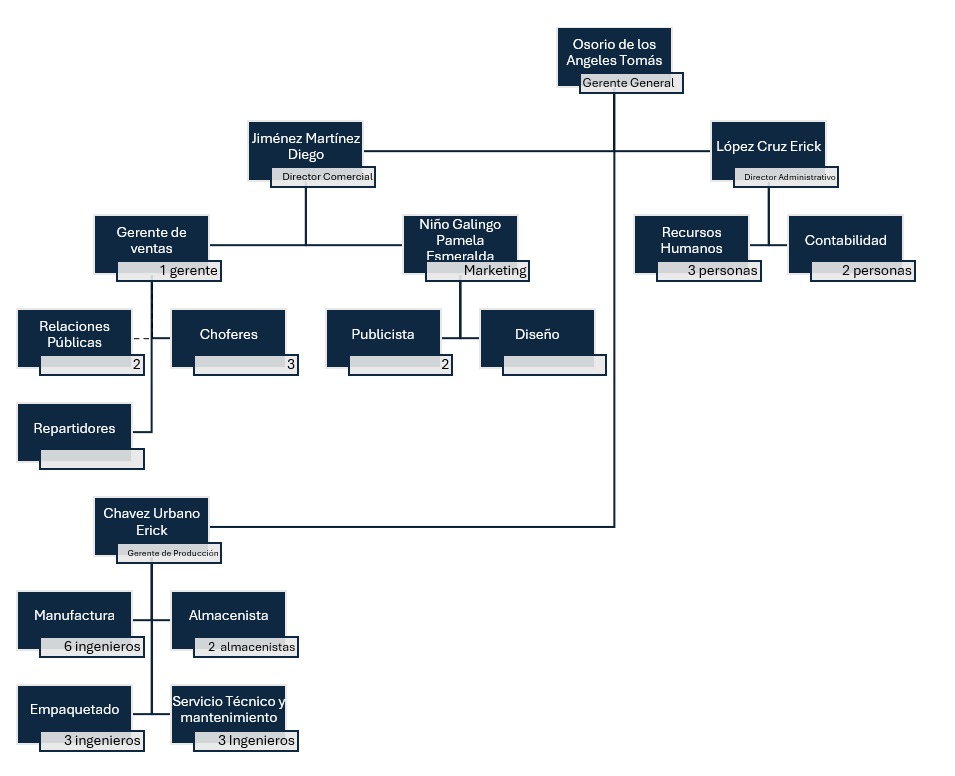 Osorio de los
Angeles Tomás
Gerente General
Jiménez Martínez
Diego
Director Comercial
López Cruz Erick
Director Administrativo
Gerente de
ventas
1 gerente
Niño Galingo
Pamela
Esmeralda
Marketing
Recursos
Humanos
3 personas
Contabilidad
2 personas
Relaciones
Públicas
2
Choferes
3
Publicista
2
Diseño
Repartidores
Chavez Urbano
Erick
Gerente de Producción
Manufactura
6 ingenieros
Almacenista
2 almacenistas
Empaquetado
3 ingenieros
Servicio Técnico y
mantenimiento
3 Ingenieros